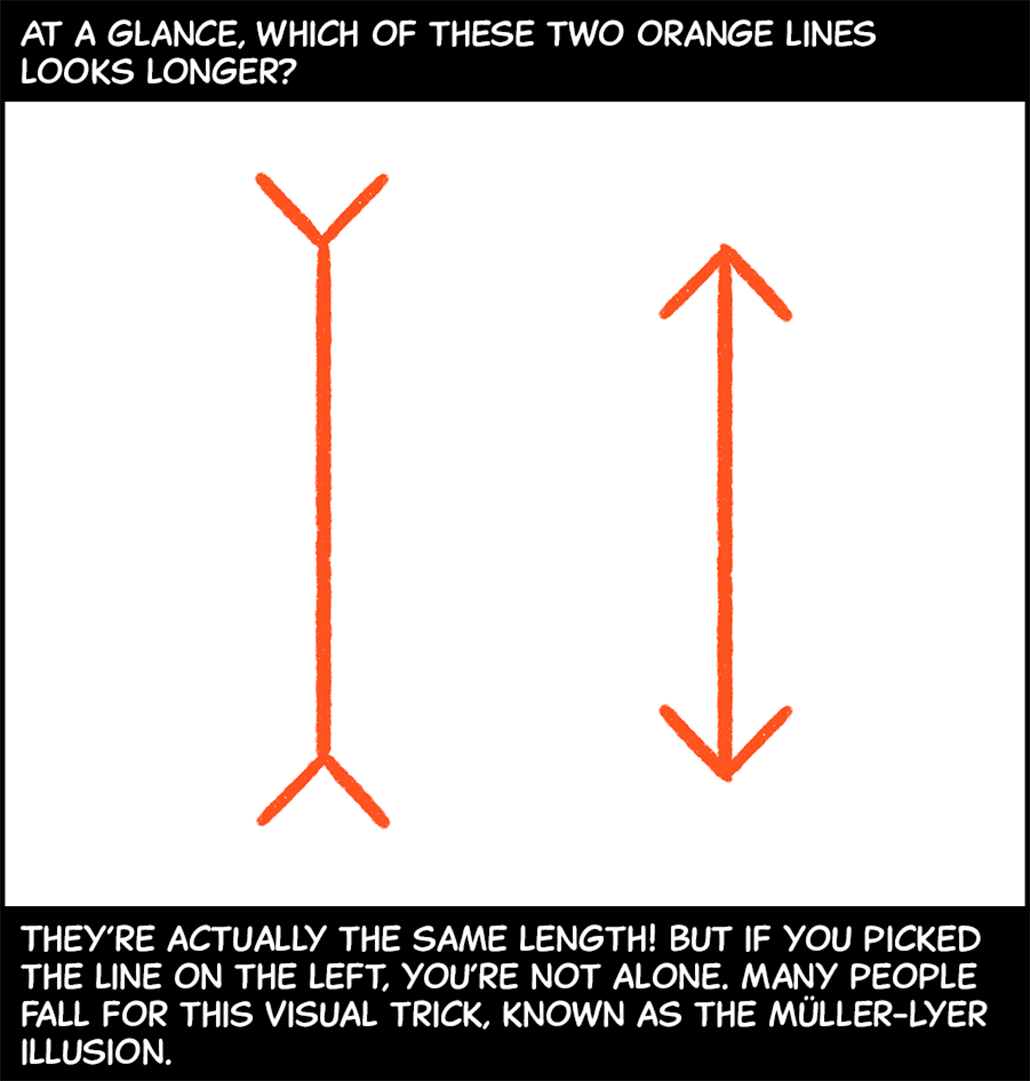 AT A GLANCE, WHICH OF THESE TWO ORANGE LINES
LOOKS LONGER?
THEY'RE ACTUALLY THE SAME LENGTH! BUT IF YOU PICKED
THE LINE ON THE LEFT, YOU'RE NOT ALONE. MANY PEOPLE
FALL FOR THIS VISUAL TRICK, KNOWN AS THE MÜLLER-LYER
ILLUSION.